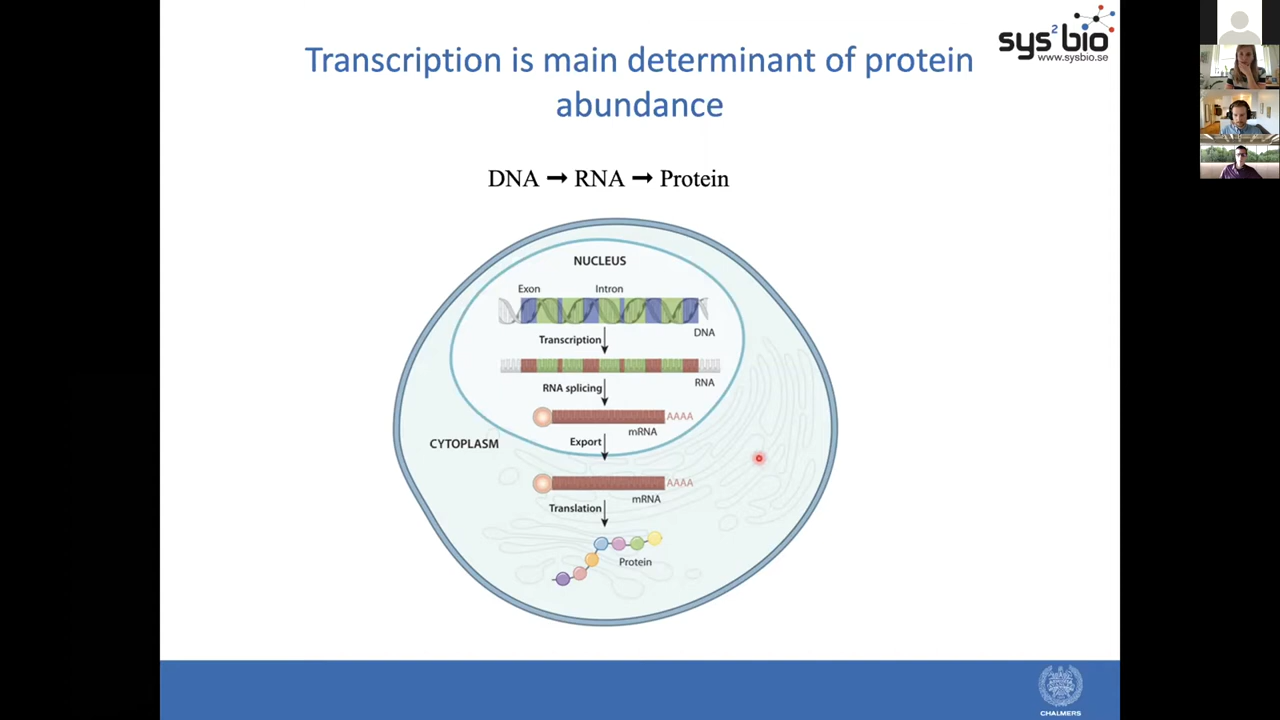 Transcription is main determinant of protein
abundance
sys2bio
www.sysbio.se
DNA → RNA → Protein
NUCLEUS
Exon
Intron
DNA
Transcription
RNA
RNA splicing
AAAA
mRNA
Export
CYTOPLASM
AAAA
mRNA
Translation
Protein
CHALMERS